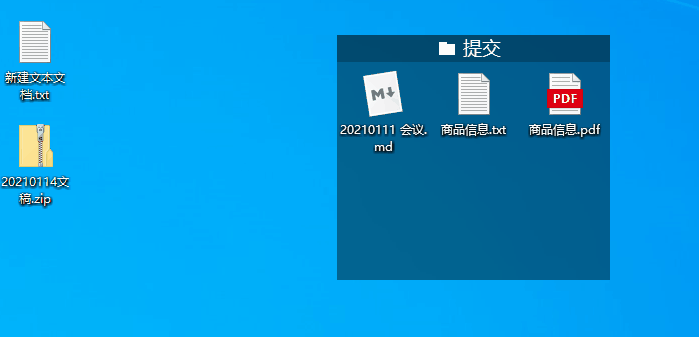 新建文本文
档.txt
20210114文
稿.zip
提交
M
20210111 会议.
md
商品信息.txt
PDF
商品信息.pdf